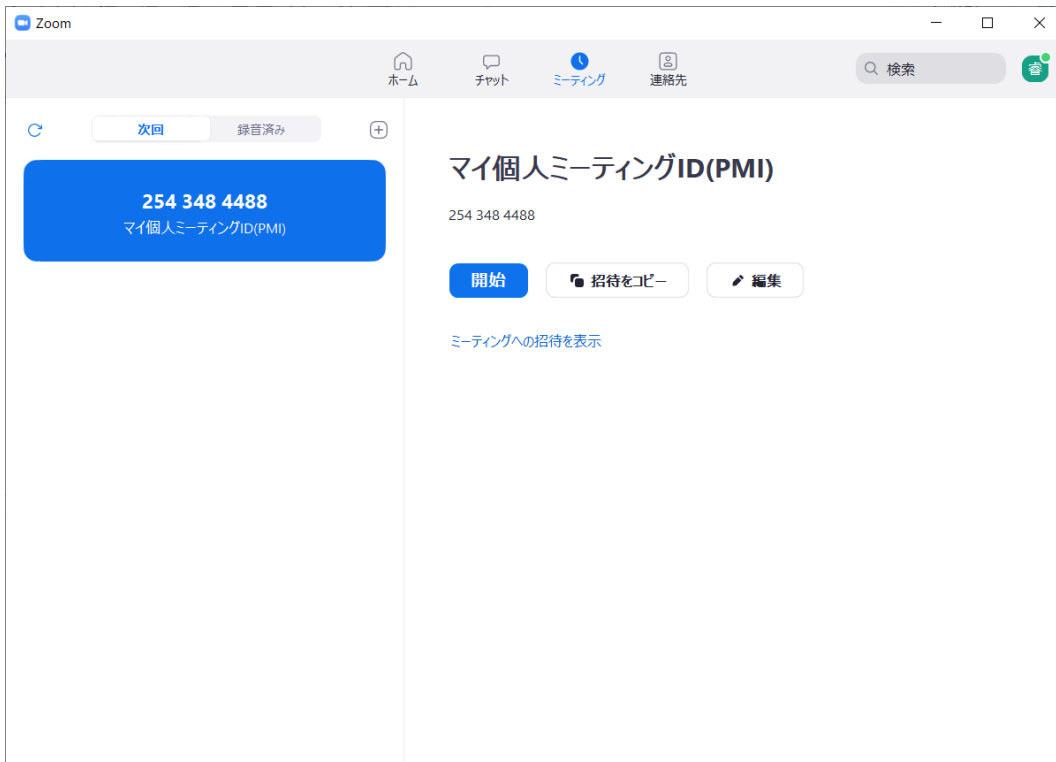 Zoom
ホーム
チャット
ミーティング
連絡先
検索
睿
次回
録音済み
254 348 4488
マイ個人ミーティングID(PMI)
マイ個人ミーティングID(PMI)
254 348 4488
開始
招待をコピー
編集
ミーティングへの招待を表示